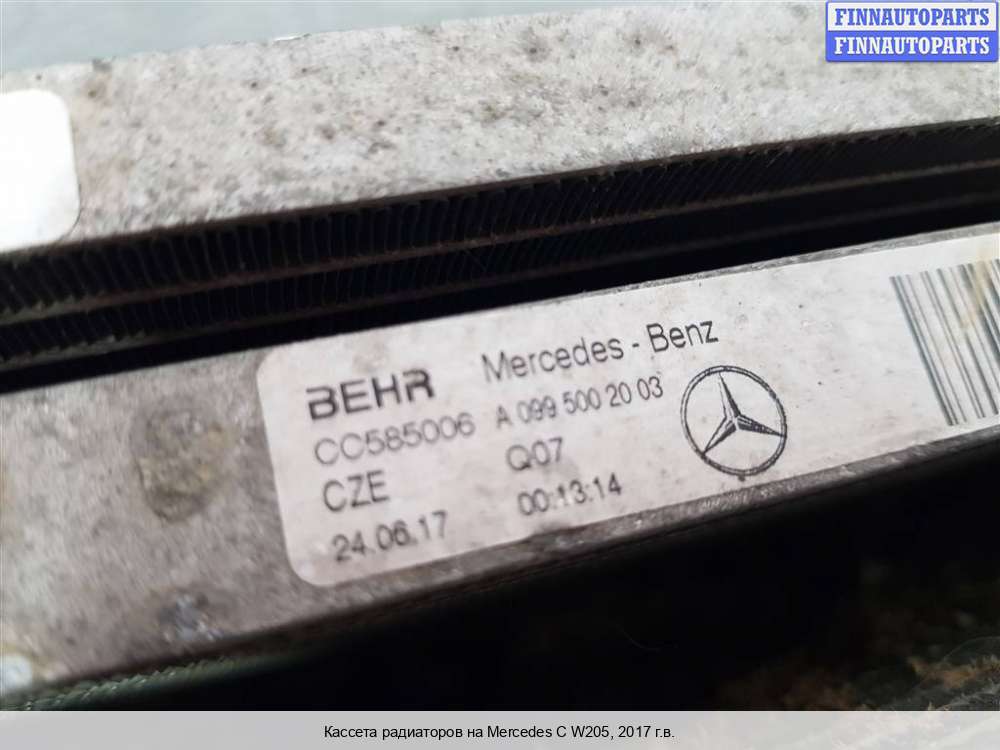 FINNAUTOPARTS
FINNAUTOPARTS
BEHR Mercedes - Benz
CC585006 A 099 500 20 03
CZE Q07
24.06.17 00:13:14
Кассета радиаторов на Mercedes C W205, 2017 г.в.